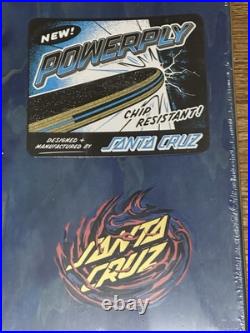 NEW!
POWERPLY
CHIP
RESISTANT!
DESIGNED +
MANUFACTURED BY
SANTA CRUZ
SANTA
CRUZ